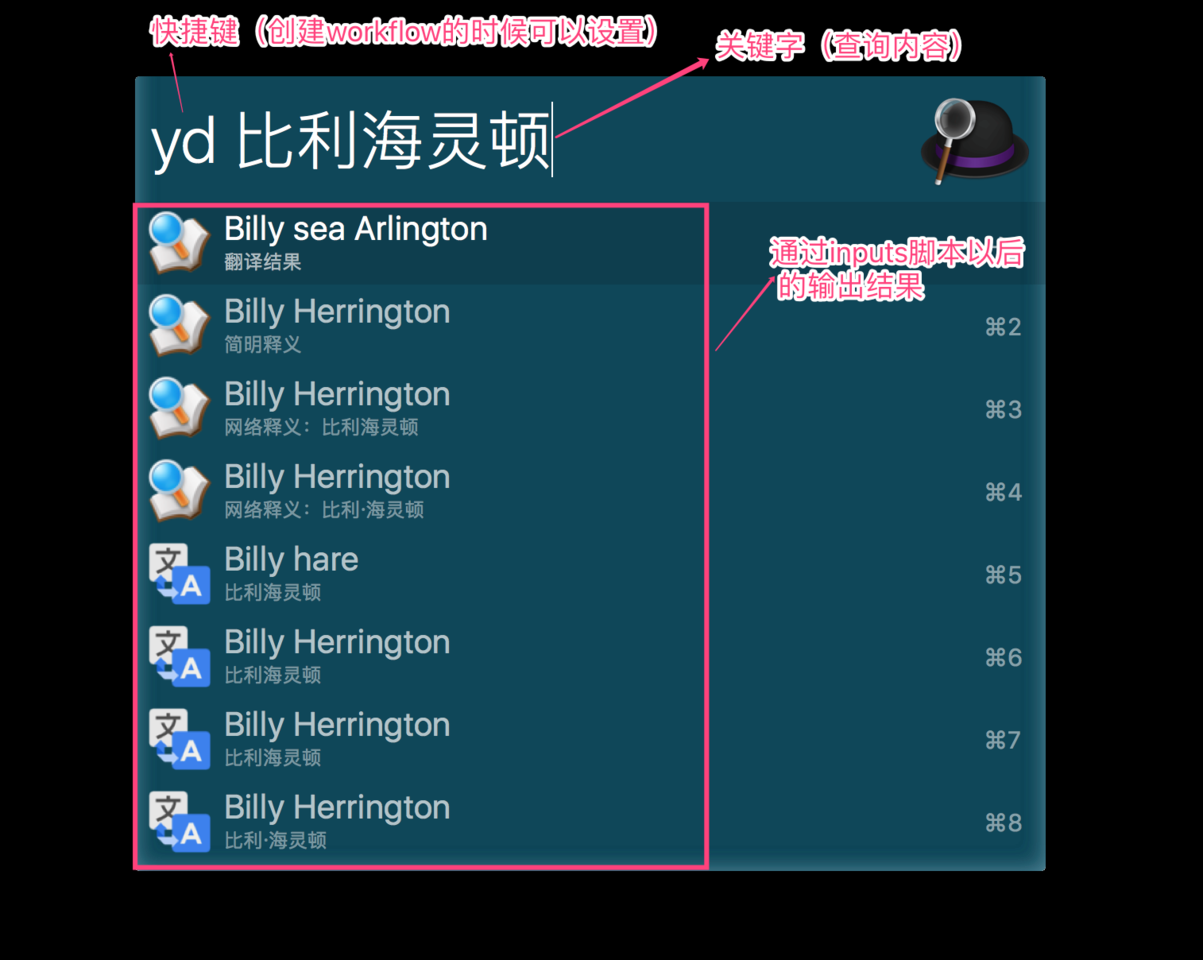 快捷键（创建workflow的时候可以设置）
关键字（查询内容）
yd 比利海灵顿
Billy sea Arlington
翻译结果
通过inputs脚本以后
的输出结果
Billy Herrington
简明释义
⌘2
Billy Herrington
网络释义：比利海灵顿
⌘3
Billy Herrington
网络释义：比利·海灵顿
⌘4
文
A
Billy hare
比利海灵顿
⌘5
文
A
Billy Herrington
比利海灵顿
⌘6
文
A
Billy Herrington
比利海灵顿
⌘7
文
A
Billy Herrington
比利·海灵顿
⌘8